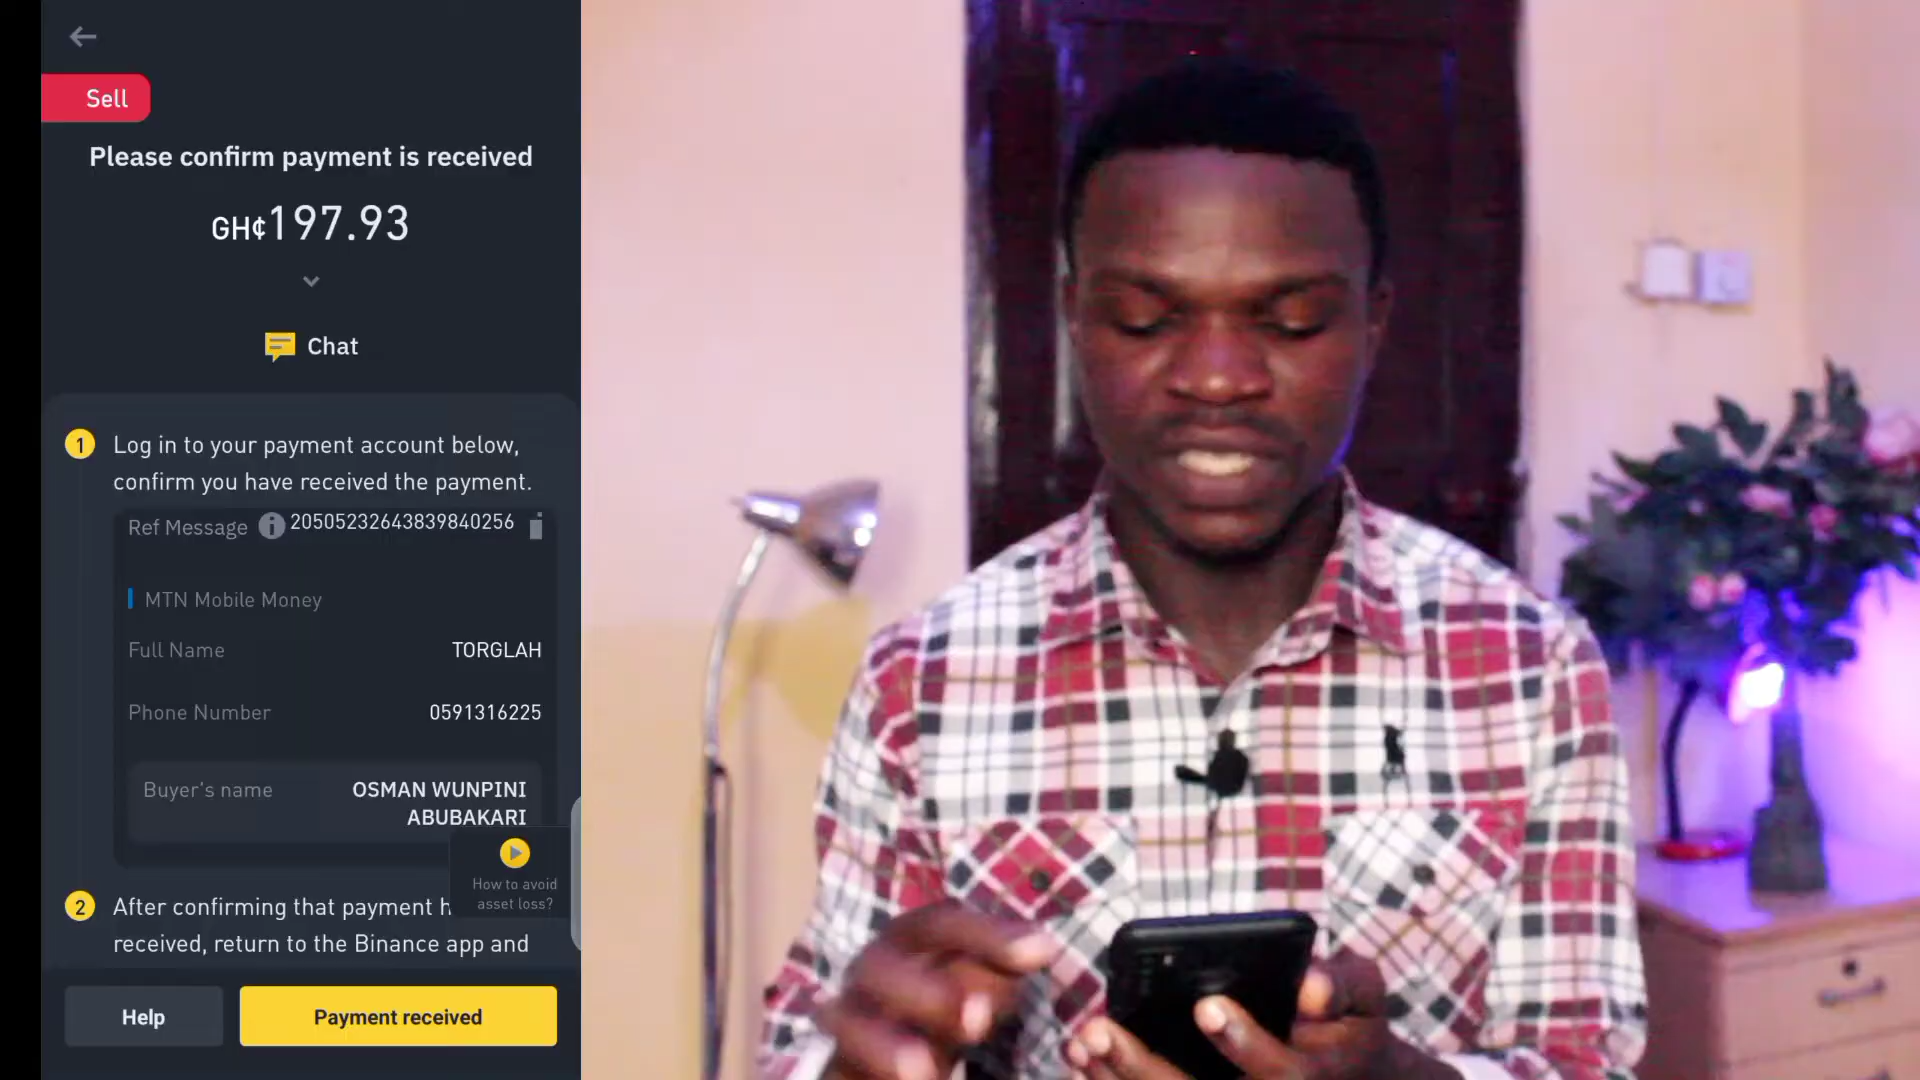 Sell
Please confirm payment is received
GH¢197.93
Chat
1 Log in to your payment account below,
confirm you have received the payment.
Ref Message i 20505232643839840256
MTN Mobile Money
Full Name TORGLAH
Phone Number 0591316225
Buyer's name OSMAN WUNPINI
ABUBAKARI
How to avoid
asset loss?
2 After confirming that payment h
received, return to the Binance app and
Help Payment received